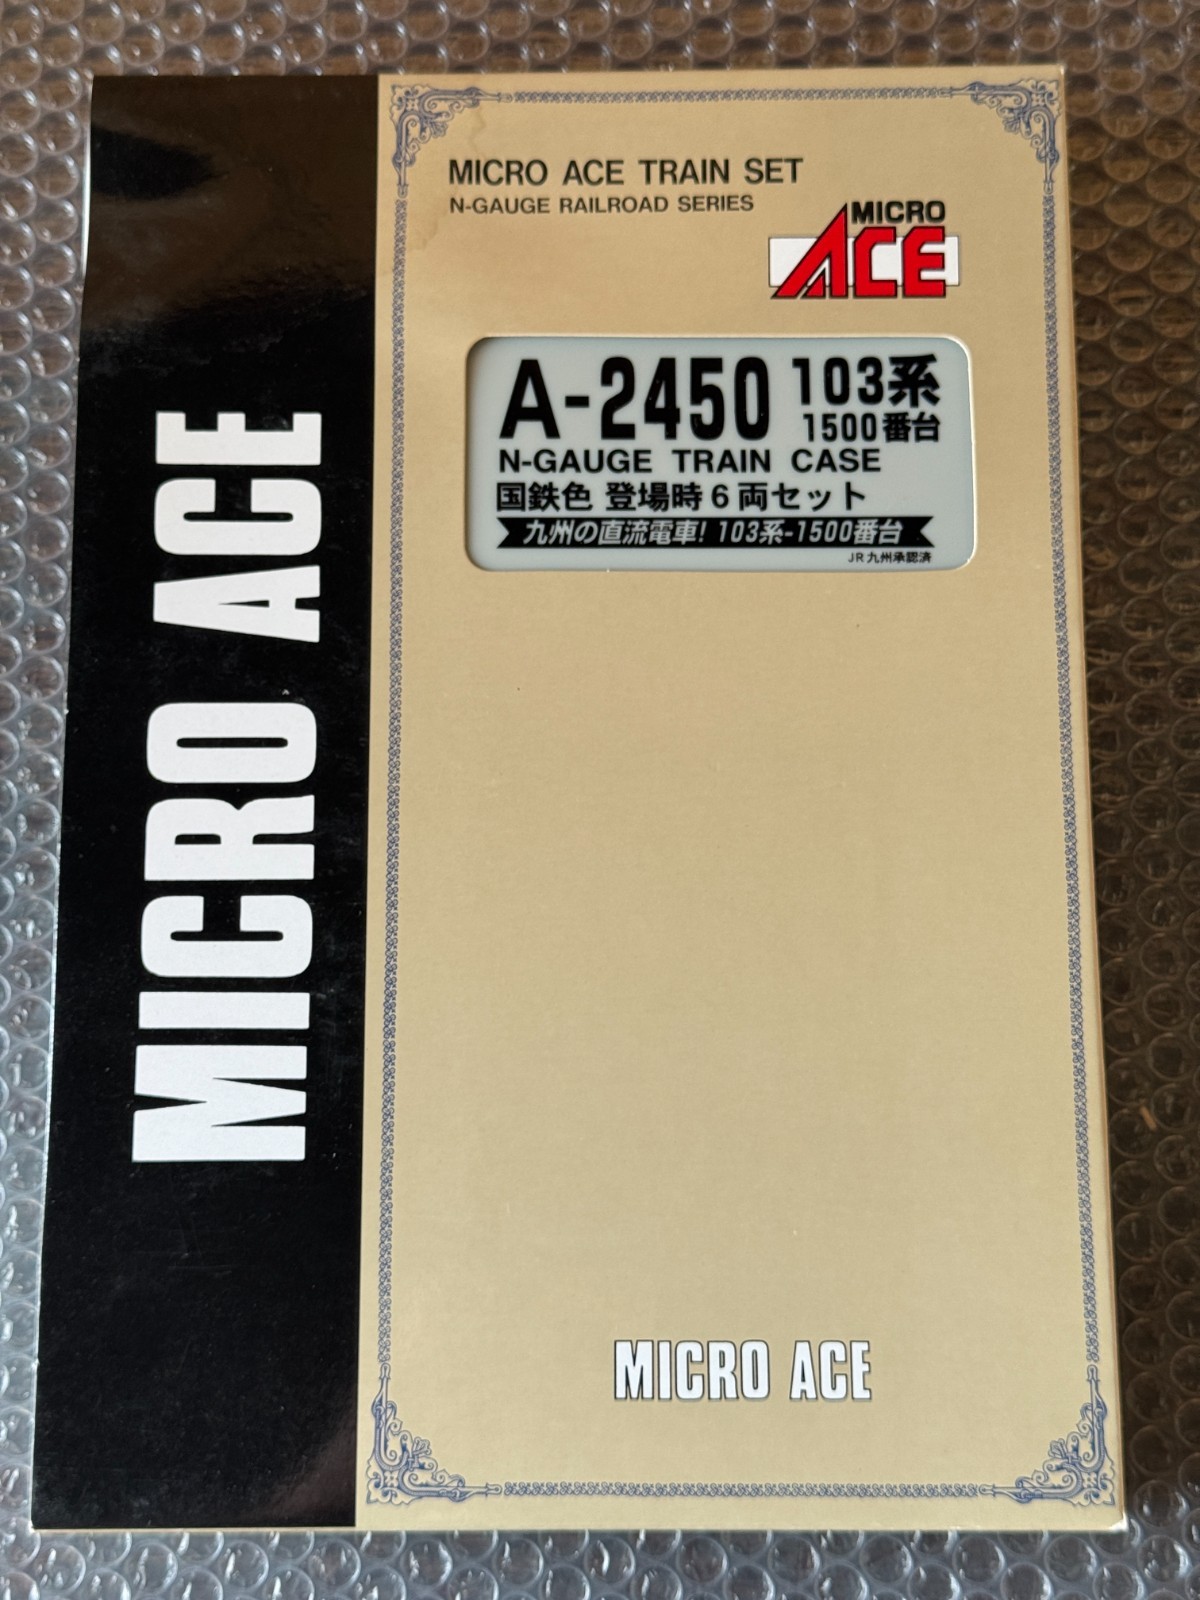 MICRO ACE
MICRO ACE TRAIN SET
N-GAUGE RAILROAD SERIES
MICRO
ACE
A-2450 103系
1500番台
N-GAUGE TRAIN CASE
国鉄色 登場時6両セット
九州の直流電車! 103系-1500番台
JR九州承認済
MICRO ACE